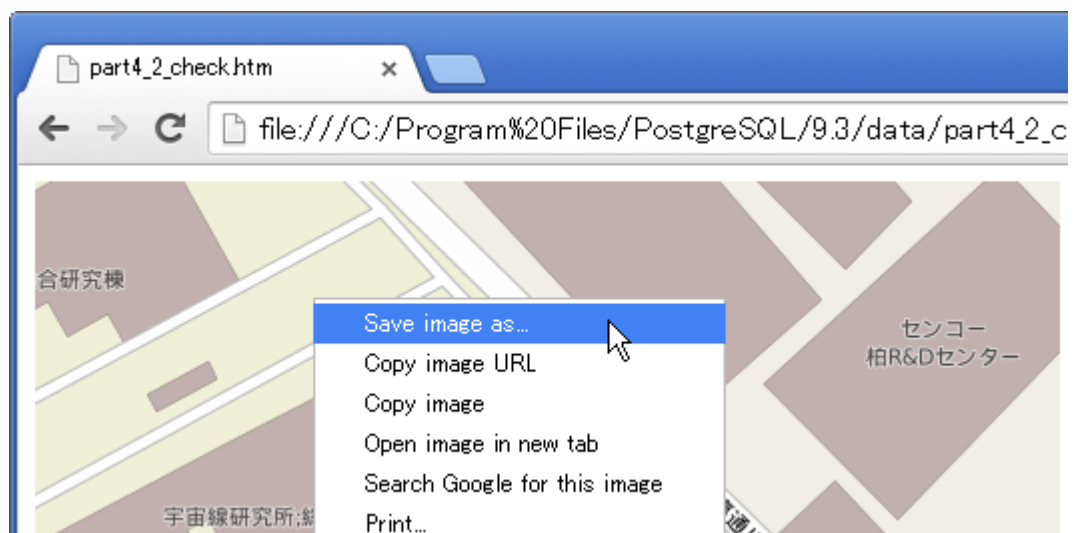 part4_2_check.htm
file:///C:/Program%20Files/PostgreSQL/9.3/data/part4_2_c
合研究棟
Save image as...
センコー
柏R&Dセンター
Copy image URL
Copy image
Open image in new tab
Search Google for this image
宇宙線研究所;総
Print...